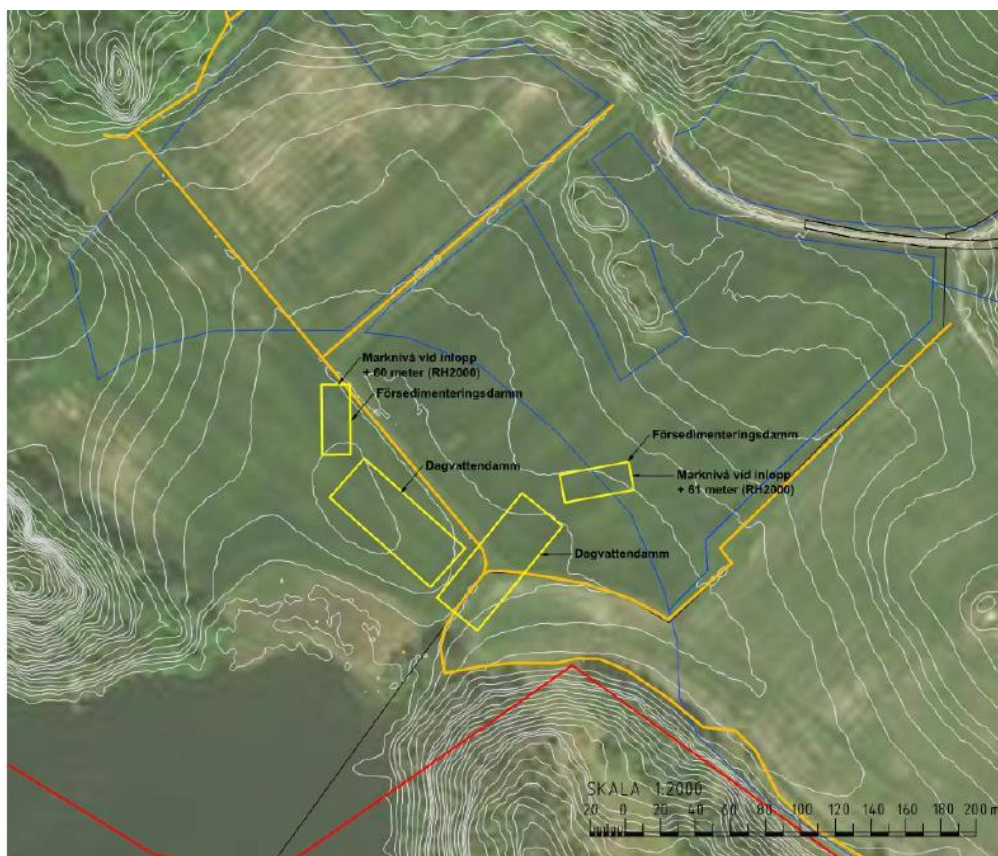 Marknivå vid inlopp
+ 60 meter (RH2000)
Försedimenteringsdamm
Dagvattendamm
Försedimenteringsdamm
Marknivå vid inlopp
+ 61 meter (RH2000)
Dagvattendamm
SKALA 1:2000
20 0 20 40 60 80 100 120 140 160 180 200 m